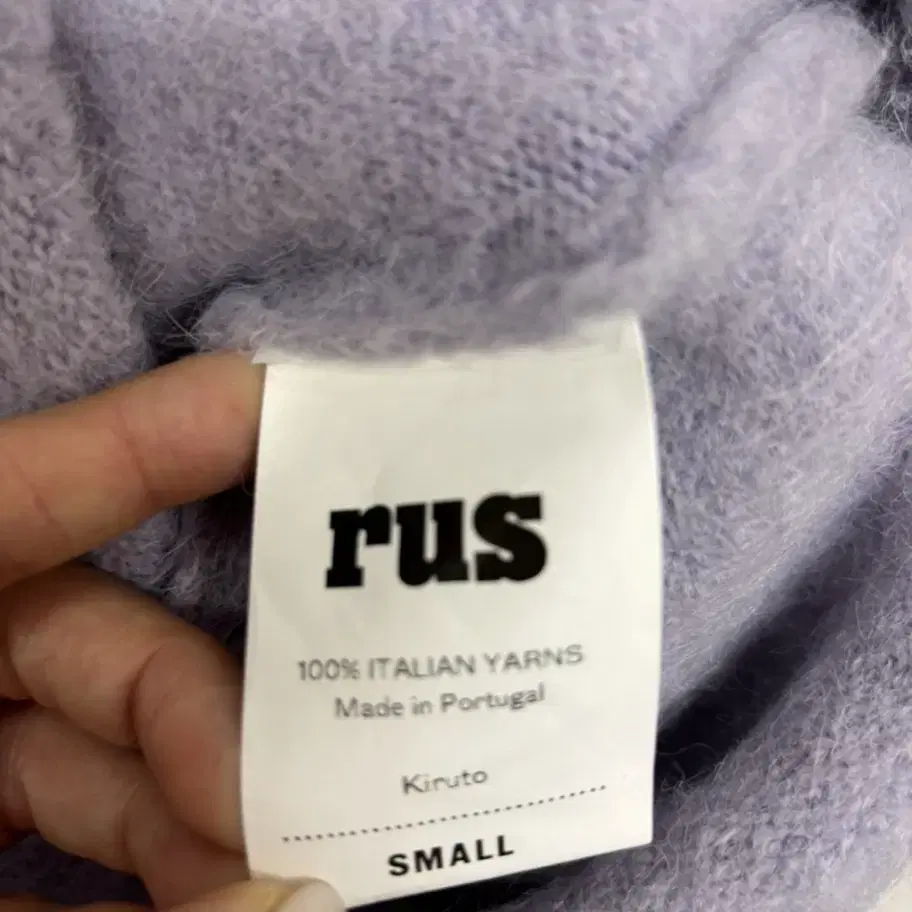 rus
100% ITALIAN YARNS
Made in Portugal
Kiruto
SMALL